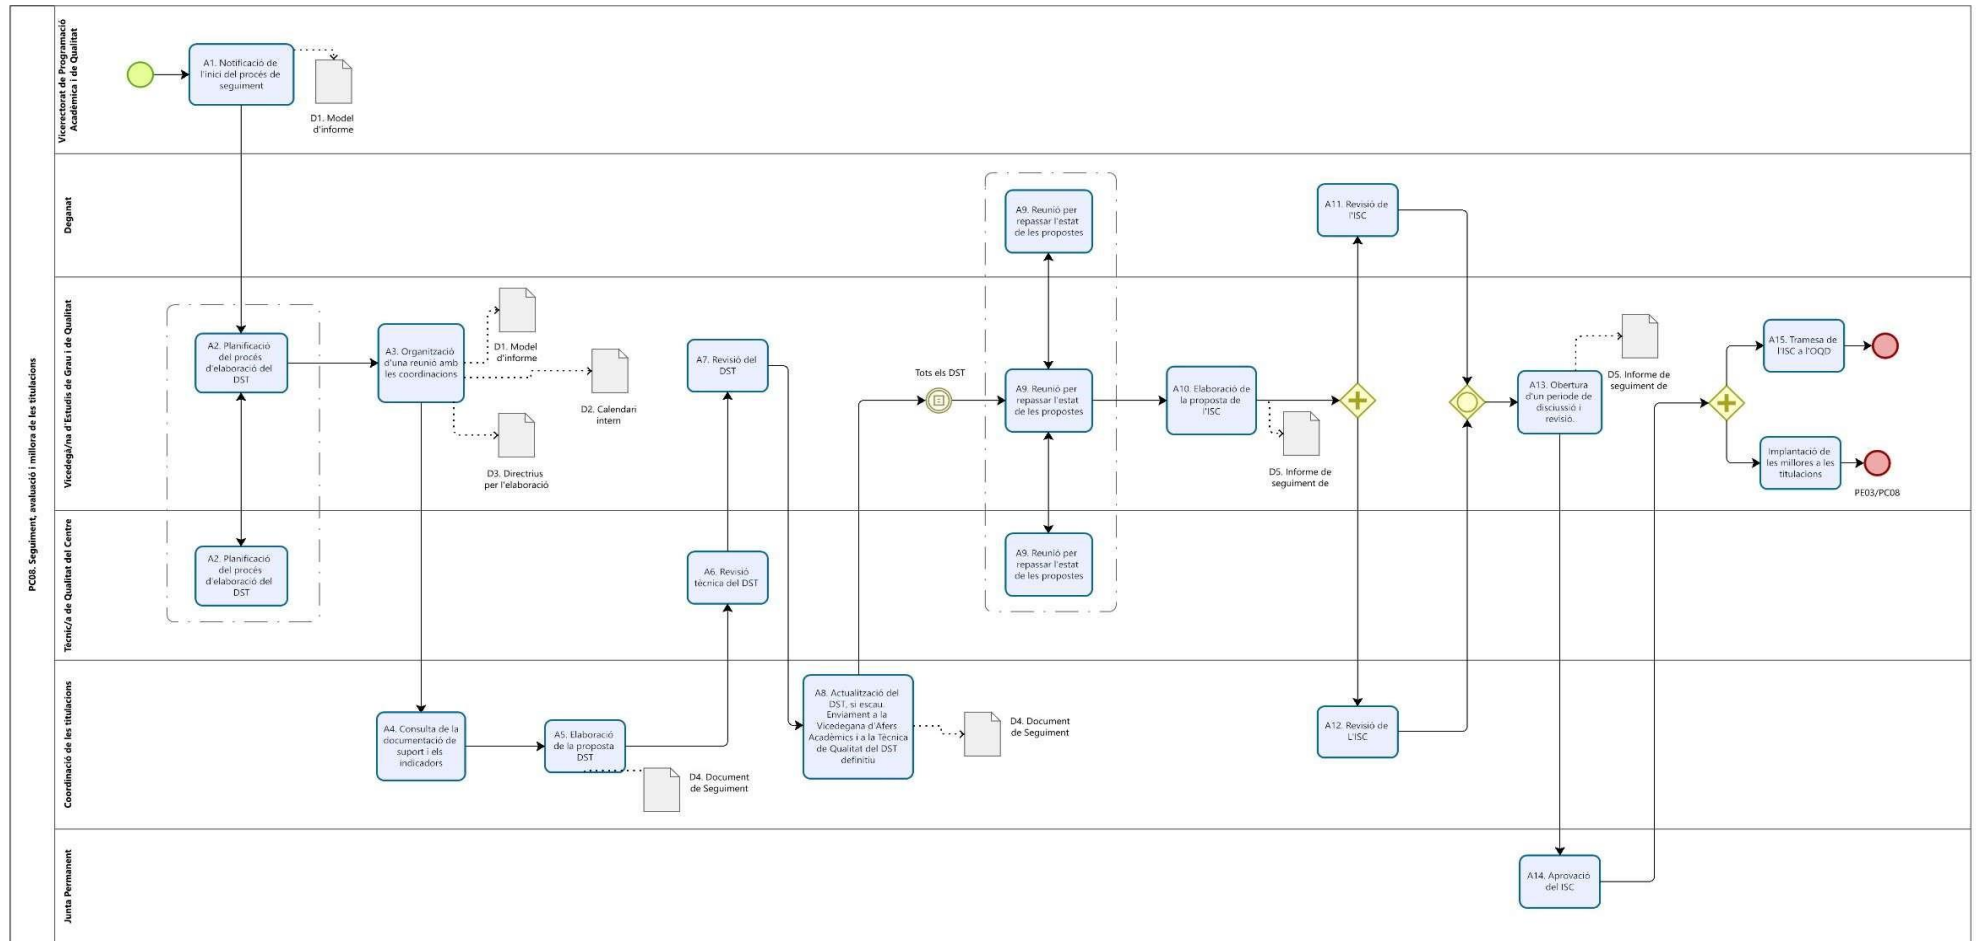 PC08. Seguiment, avaluació i millora de les titulacions
Vicerectorat de Programació
Acadèmica i de Qualitat
A1. Notificació de
l'inici del procés de
seguiment
D1. Model
d'informe
Deganat
A9. Reunió per
repassar l'estat
de les propostes
A11. Revisió de
l'ISC
Vicedegà/na d'Estudis de Grau i de Qualitat
A2. Planificació
del procés
d'elaboració del
DST
A3. Organització
d'una reunió amb
les coordinacions
D1. Model
d'informe
D2. Calendari
intern
D3. Directrius
per l'elaboració
A7. Revisió del
DST
Tots els DST
A9. Reunió per
repassar l'estat
de les propostes
A10. Elaboració de
la proposta de
l'ISC
D5. Informe de
seguiment de
A13. Obertura
d'un periode de
disciussió i
revisió.
D5. Informe de
seguiment de
A15. Tramesa de
l'ISC a l'OQD
Implantació de
les millores a les
titulacions
PE03/PC08
Tècnic/a de Qualitat del Centre
A2. Planificació
del procés
d'elaboració del
DST
A6. Revisió
tècnica del DST
A9. Reunió per
repassar l'estat
de les propostes
Coordinació de les titulacions
A4. Consulta de la
documentació de
suport i els
indicadors
A5. Elaboració
de la proposta
DST
D4. Document
de Seguiment
A8. Actualització del
DST, si escau.
Enviament a la
Vicedegana d'Afers
Acadèmics i a la Tècnica
de Qualitat del DST
definitiu
D4. Document
de Seguiment
A12. Revisió de
L'ISC
Junta Permanent
A14. Aprovació
del ISC